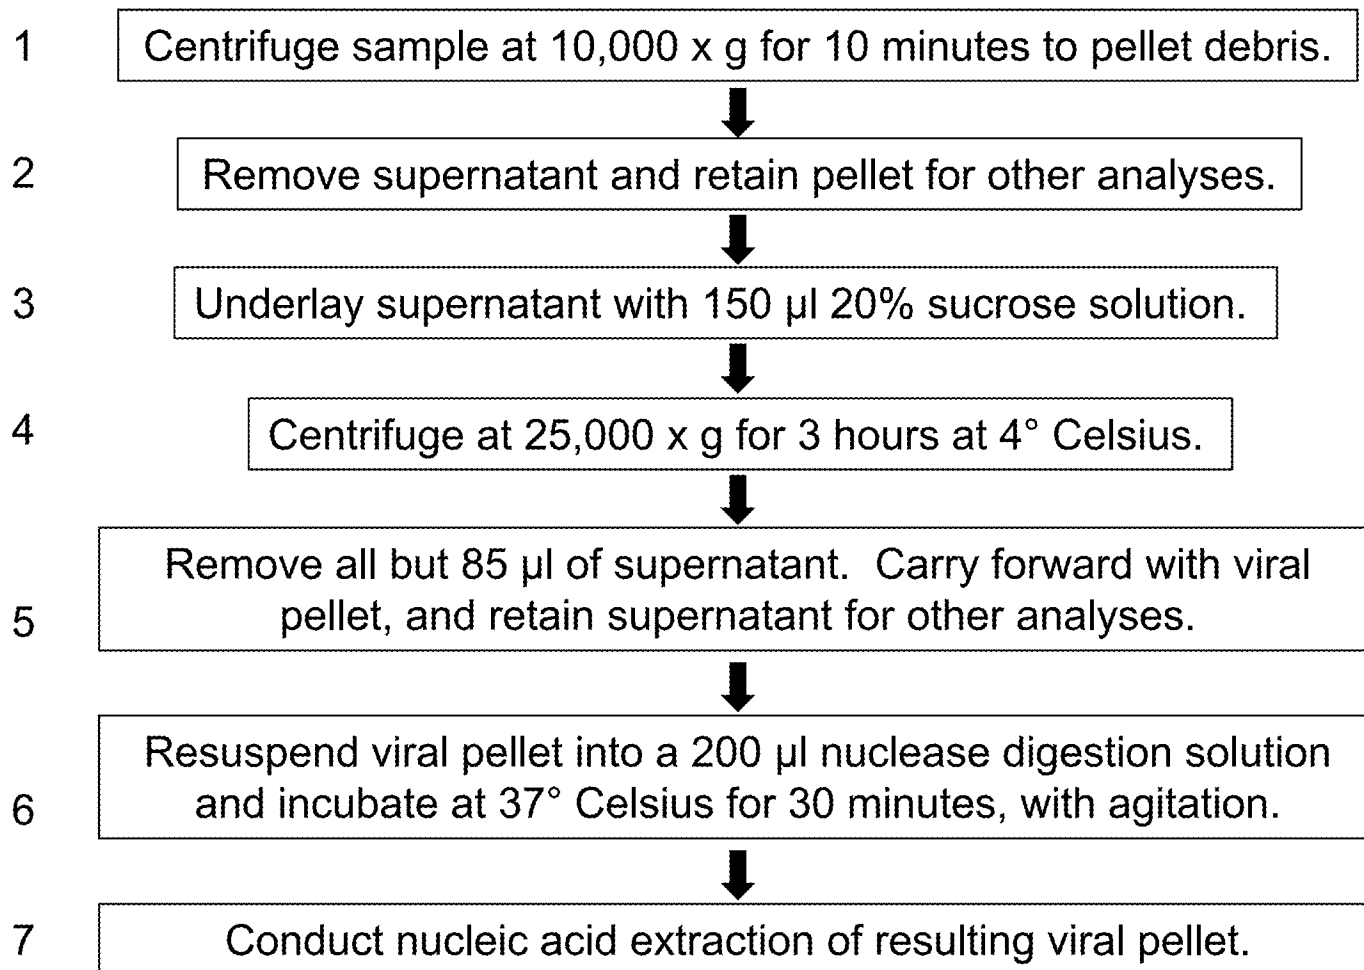 1 Centrifuge sample at 10,000 x g for 10 minutes to pellet debris.
2 Remove supernatant and retain pellet for other analyses.
3 Underlay supernatant with 150 µl 20% sucrose solution.
4 Centrifuge at 25,000 x g for 3 hours at 4° Celsius.
Remove all but 85 µl of supernatant.  Carry forward with viral
5 pellet, and retain supernatant for other analyses.
Resuspend viral pellet into a 200 µl nuclease digestion solution
6 and incubate at 37° Celsius for 30 minutes, with agitation.
7 Conduct nucleic acid extraction of resulting viral pellet.